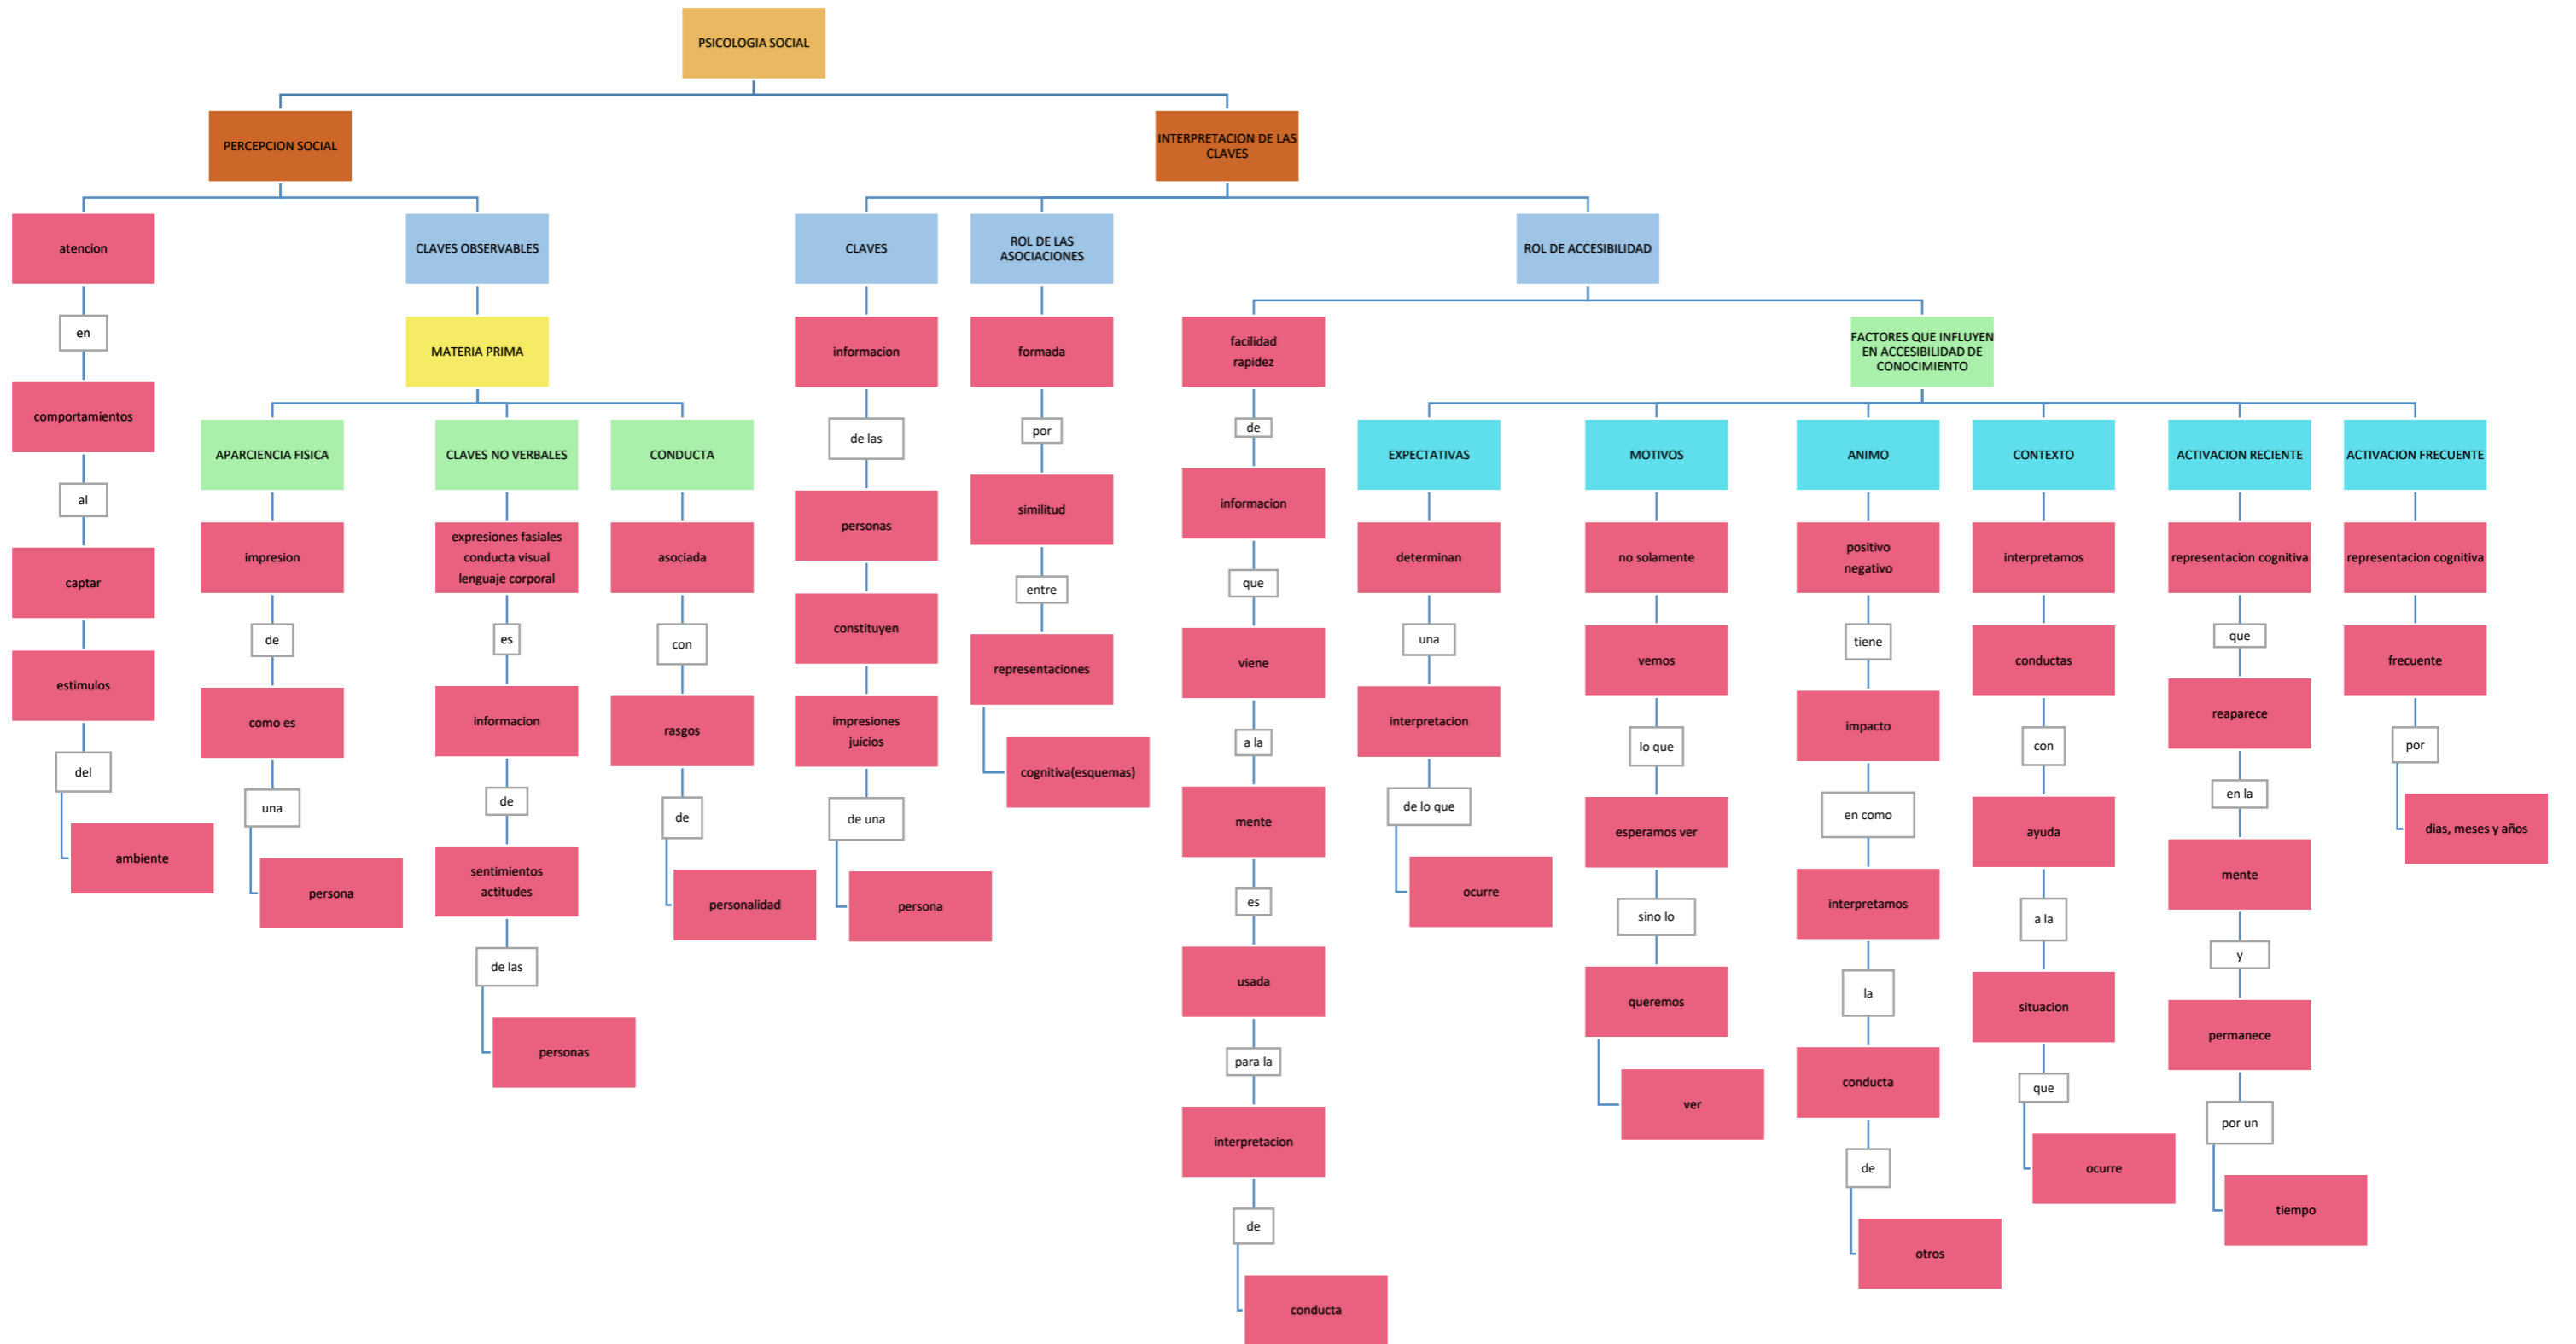 PSICOLOGIA SOCIAL
PERCEPCION SOCIAL
INTERPRETACION DE LAS
CLAVES
atencion
en
comportamientos
al
captar
estimulos
del
ambiente
CLAVES OBSERVABLES
MATERIA PRIMA
APARCIENCIA FISICA
impresion
de
como es
una
persona
CLAVES NO VERBALES
expresiones fasiales
conducta visual
lenguaje corporal
es
informacion
de
sentimientos
actitudes
de las
personas
CONDUCTA
asociada
con
rasgos
de
personalidad
CLAVES
informacion
de las
personas
constituyen
impresiones
juicios
de una
persona
ROL DE LAS
ASOCIACIONES
formada
por
similitud
entre
representaciones
cognitiva(esquemas)
ROL DE ACCESIBILIDAD
facilidad
rapidez
de
informacion
que
viene
a la
mente
es
usada
para la
interpretacion
de
conducta
FACTORES QUE INFLUYEN
EN ACCESIBILIDAD DE
CONOCIMIENTO
EXPECTATIVAS
determinan
una
interpretacion
de lo que
ocurre
MOTIVOS
no solamente
vemos
lo que
esperamos ver
sino lo
queremos
ver
ANIMO
positivo
negativo
tiene
impacto
en como
interpretamos
la
conducta
de
otros
CONTEXTO
interpretamos
conductas
con
ayuda
a la
situacion
que
ocurre
ACTIVACION RECIENTE
representacion cognitiva
que
reaparece
en la
mente
y
permanece
por un
tiempo
ACTIVACION FRECUENTE
representacion cognitiva
frecuente
por
dias, meses y años